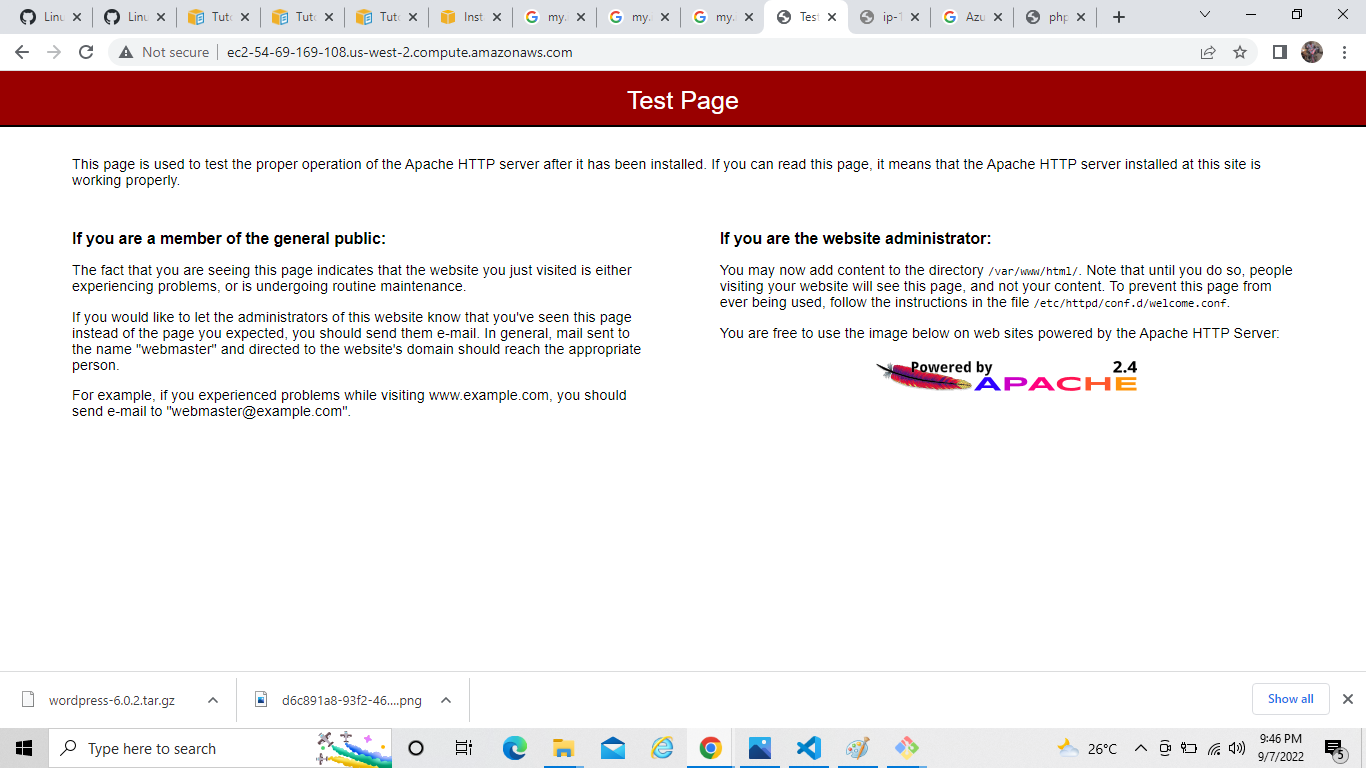 Linu
Linu
Tuto
Tuto
Tuto
Inst
my.
my.
my.
Test
ip-1
Azu
php
Not secure
ec2-54-69-169-108.us-west-2.compute.amazonaws.com
Test Page
This page is used to test the proper operation of the Apache HTTP server after it has been installed. If you can read this page, it means that the Apache HTTP server installed at this site is
working properly.
If you are a member of the general public:
The fact that you are seeing this page indicates that the website you just visited is either
experiencing problems, or is undergoing routine maintenance.
If you would like to let the administrators of this website know that you've seen this page
instead of the page you expected, you should send them e-mail. In general, mail sent to
the name "webmaster" and directed to the website's domain should reach the appropriate
person.
For example, if you experienced problems while visiting www.example.com, you should
send e-mail to "webmaster@example.com".
If you are the website administrator:
You may now add content to the directory /var/www/html/. Note that until you do so, people
visiting your website will see this page, and not your content. To prevent this page from
ever being used, follow the instructions in the file /etc/httpd/conf.d/welcome.conf.
You are free to use the image below on web sites powered by the Apache HTTP Server:
Powered by 2.4
APACHE
wordpress-6.0.2.tar.gz
d6c891a8-93f2-46....png
Show all
Type here to search
26°C
9:46 PM
9/7/2022
5